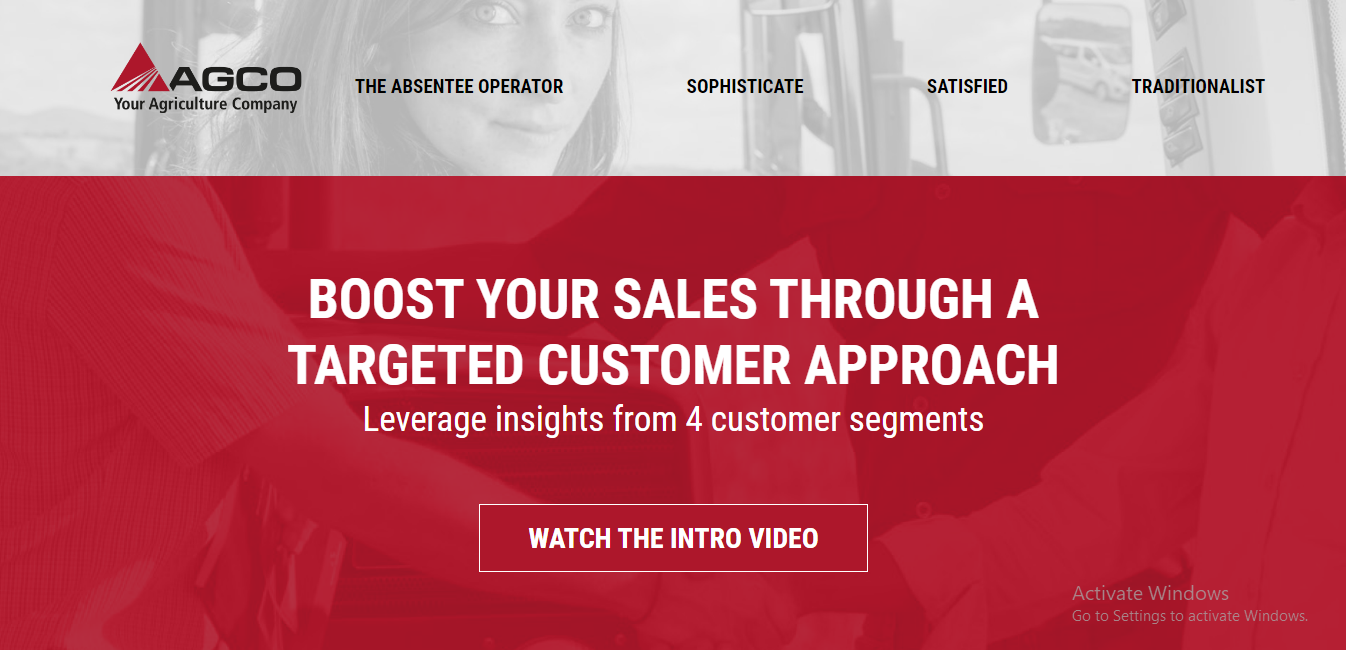 AGCO
Your Agriculture Company
THE ABSENTEE OPERATOR
SOPHISTICATE
SATISFIED
TRADITIONALIST
BOOST YOUR SALES THROUGH A
TARGETED CUSTOMER APPROACH
Leverage insights from 4 customer segments
WATCH THE INTRO VIDEO
Activate Windows
Go to Settings to activate Windows.